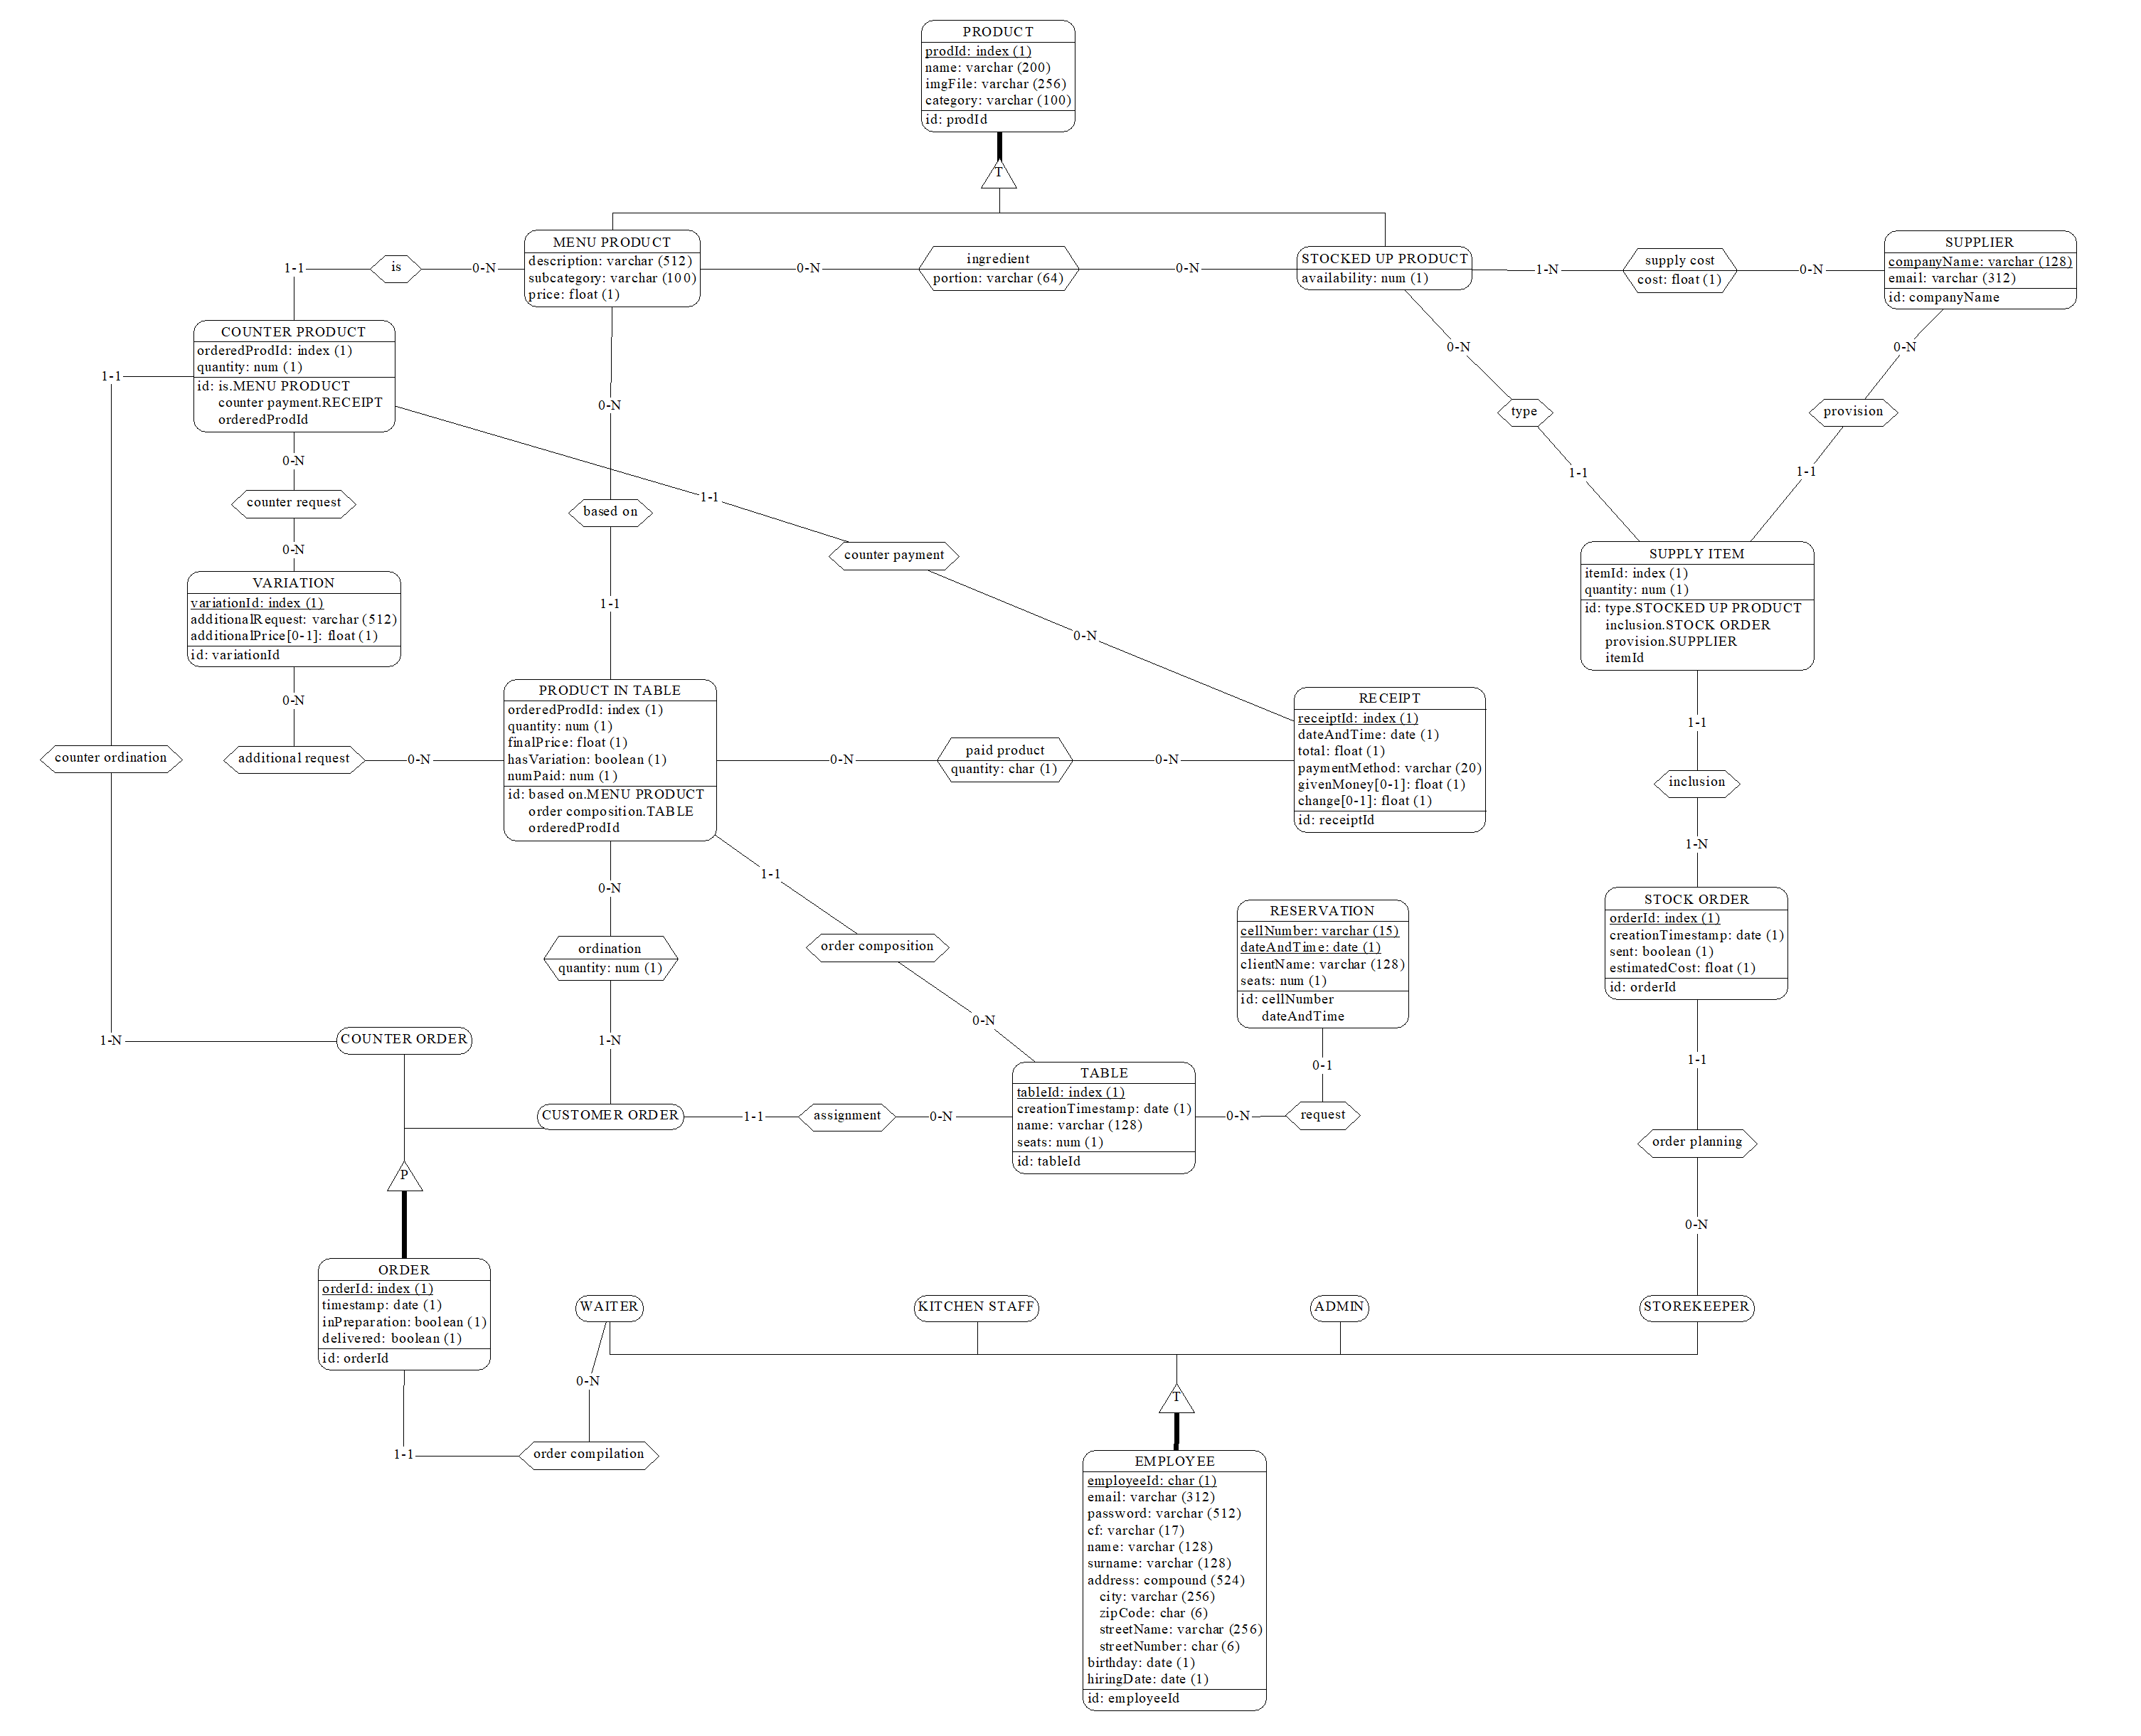 PRODUCT
prodId: index (1)
name: varchar (200)
imgFile: varchar (256)
category: varchar (100)
id: prodId
T
MENU PRODUCT
description: varchar (512)
subcategory: varchar (100)
price: float (1)
is
1-1
0-N
0-N
ingredient
portion: varchar (64)
0-N
STOCKED UP PRODUCT
availability: num (1)
1-N
supply cost
cost: float (1)
0-N
SUPPLIER
companyName: varchar (128)
email: varchar (312)
id: companyName
COUNTER PRODUCT
orderedProdId: index (1)
quantity: num (1)
id: is.MENU PRODUCT
counter payment.RECEIPT
orderedProdId
1-1
0-N
0-N
0-N
type
provision
0-N
counter request
0-N
1-1
based on
1-1
1-1
counter payment
SUPPLY ITEM
itemId: index (1)
quantity: num (1)
id: type.STOCKED UP PRODUCT
inclusion.STOCK ORDER
provision.SUPPLIER
itemId
VARIATION
variationId: index (1)
additionalRequest: varchar (512)
additionalPrice[0-1]: float (1)
id: variationId
1-1
0-N
0-N
PRODUCT IN TABLE
orderedProdId: index (1)
quantity: num (1)
finalPrice: float (1)
hasVariation: boolean (1)
numPaid: num (1)
id: based on.MENU PRODUCT
order composition.TABLE
orderedProdId
RECEIPT
receiptId: index (1)
dateAndTime: date (1)
total: float (1)
paymentMethod: varchar (20)
givenMoney[0-1]: float (1)
change[0-1]: float (1)
id: receiptId
1-1
counter ordination
additional request
0-N
0-N
paid product
quantity: char (1)
0-N
inclusion
1-N
0-N
1-1
STOCK ORDER
orderId: index (1)
creationTimestamp: date (1)
sent: boolean (1)
estimatedCost: float (1)
id: orderId
RESERVATION
cellNumber: varchar (15)
dateAndTime: date (1)
clientName: varchar (128)
seats: num (1)
id: cellNumber
dateAndTime
ordination
quantity: num (1)
order composition
0-N
1-N
COUNTER ORDER
1-N
0-1
1-1
TABLE
tableId: index (1)
creationTimestamp: date (1)
name: varchar (128)
seats: num (1)
id: tableId
CUSTOMER ORDER
1-1
assignment
0-N
0-N
request
order planning
P
0-N
ORDER
orderId: index (1)
timestamp: date (1)
inPreparation: boolean (1)
delivered: boolean (1)
id: orderId
WAITER
KITCHEN STAFF
ADMIN
STOREKEEPER
0-N
T
1-1
order compilation
EMPLOYEE
employeeId: char (1)
email: varchar (312)
password: varchar (512)
cf: varchar (17)
name: varchar (128)
surname: varchar (128)
address: compound (524)
city: varchar (256)
zipCode: char (6)
streetName: varchar (256)
streetNumber: char (6)
birthday: date (1)
hiringDate: date (1)
id: employeeId